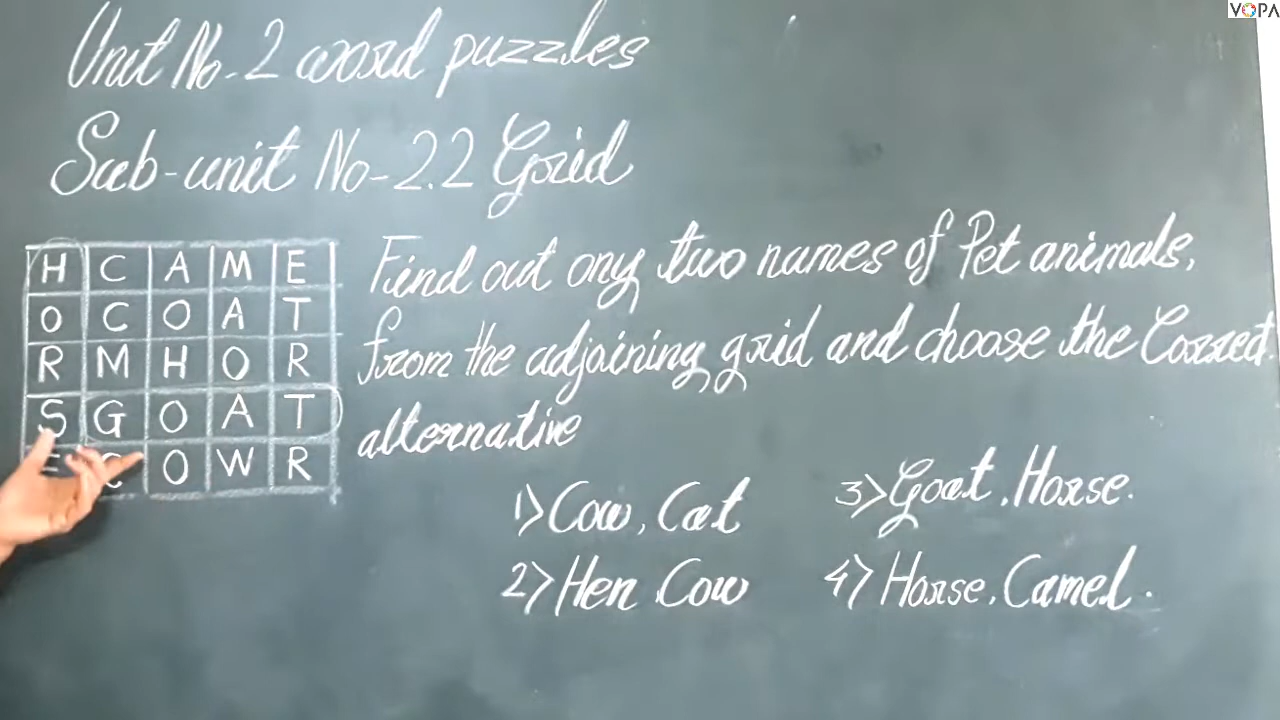 VOPA
Unit No-2 word puzzles
Sub-unit No-2.2 Grid
H C A M E
O C O A T
R M H O R
S G O A T
E C O W R
Find out any two names of Pet animals,
from the adjoining grid and choose the Correct.
alternative
1) Cow, Cat
3) Goat, Horse.
2) Hen Cow
4) Horse, Camel.